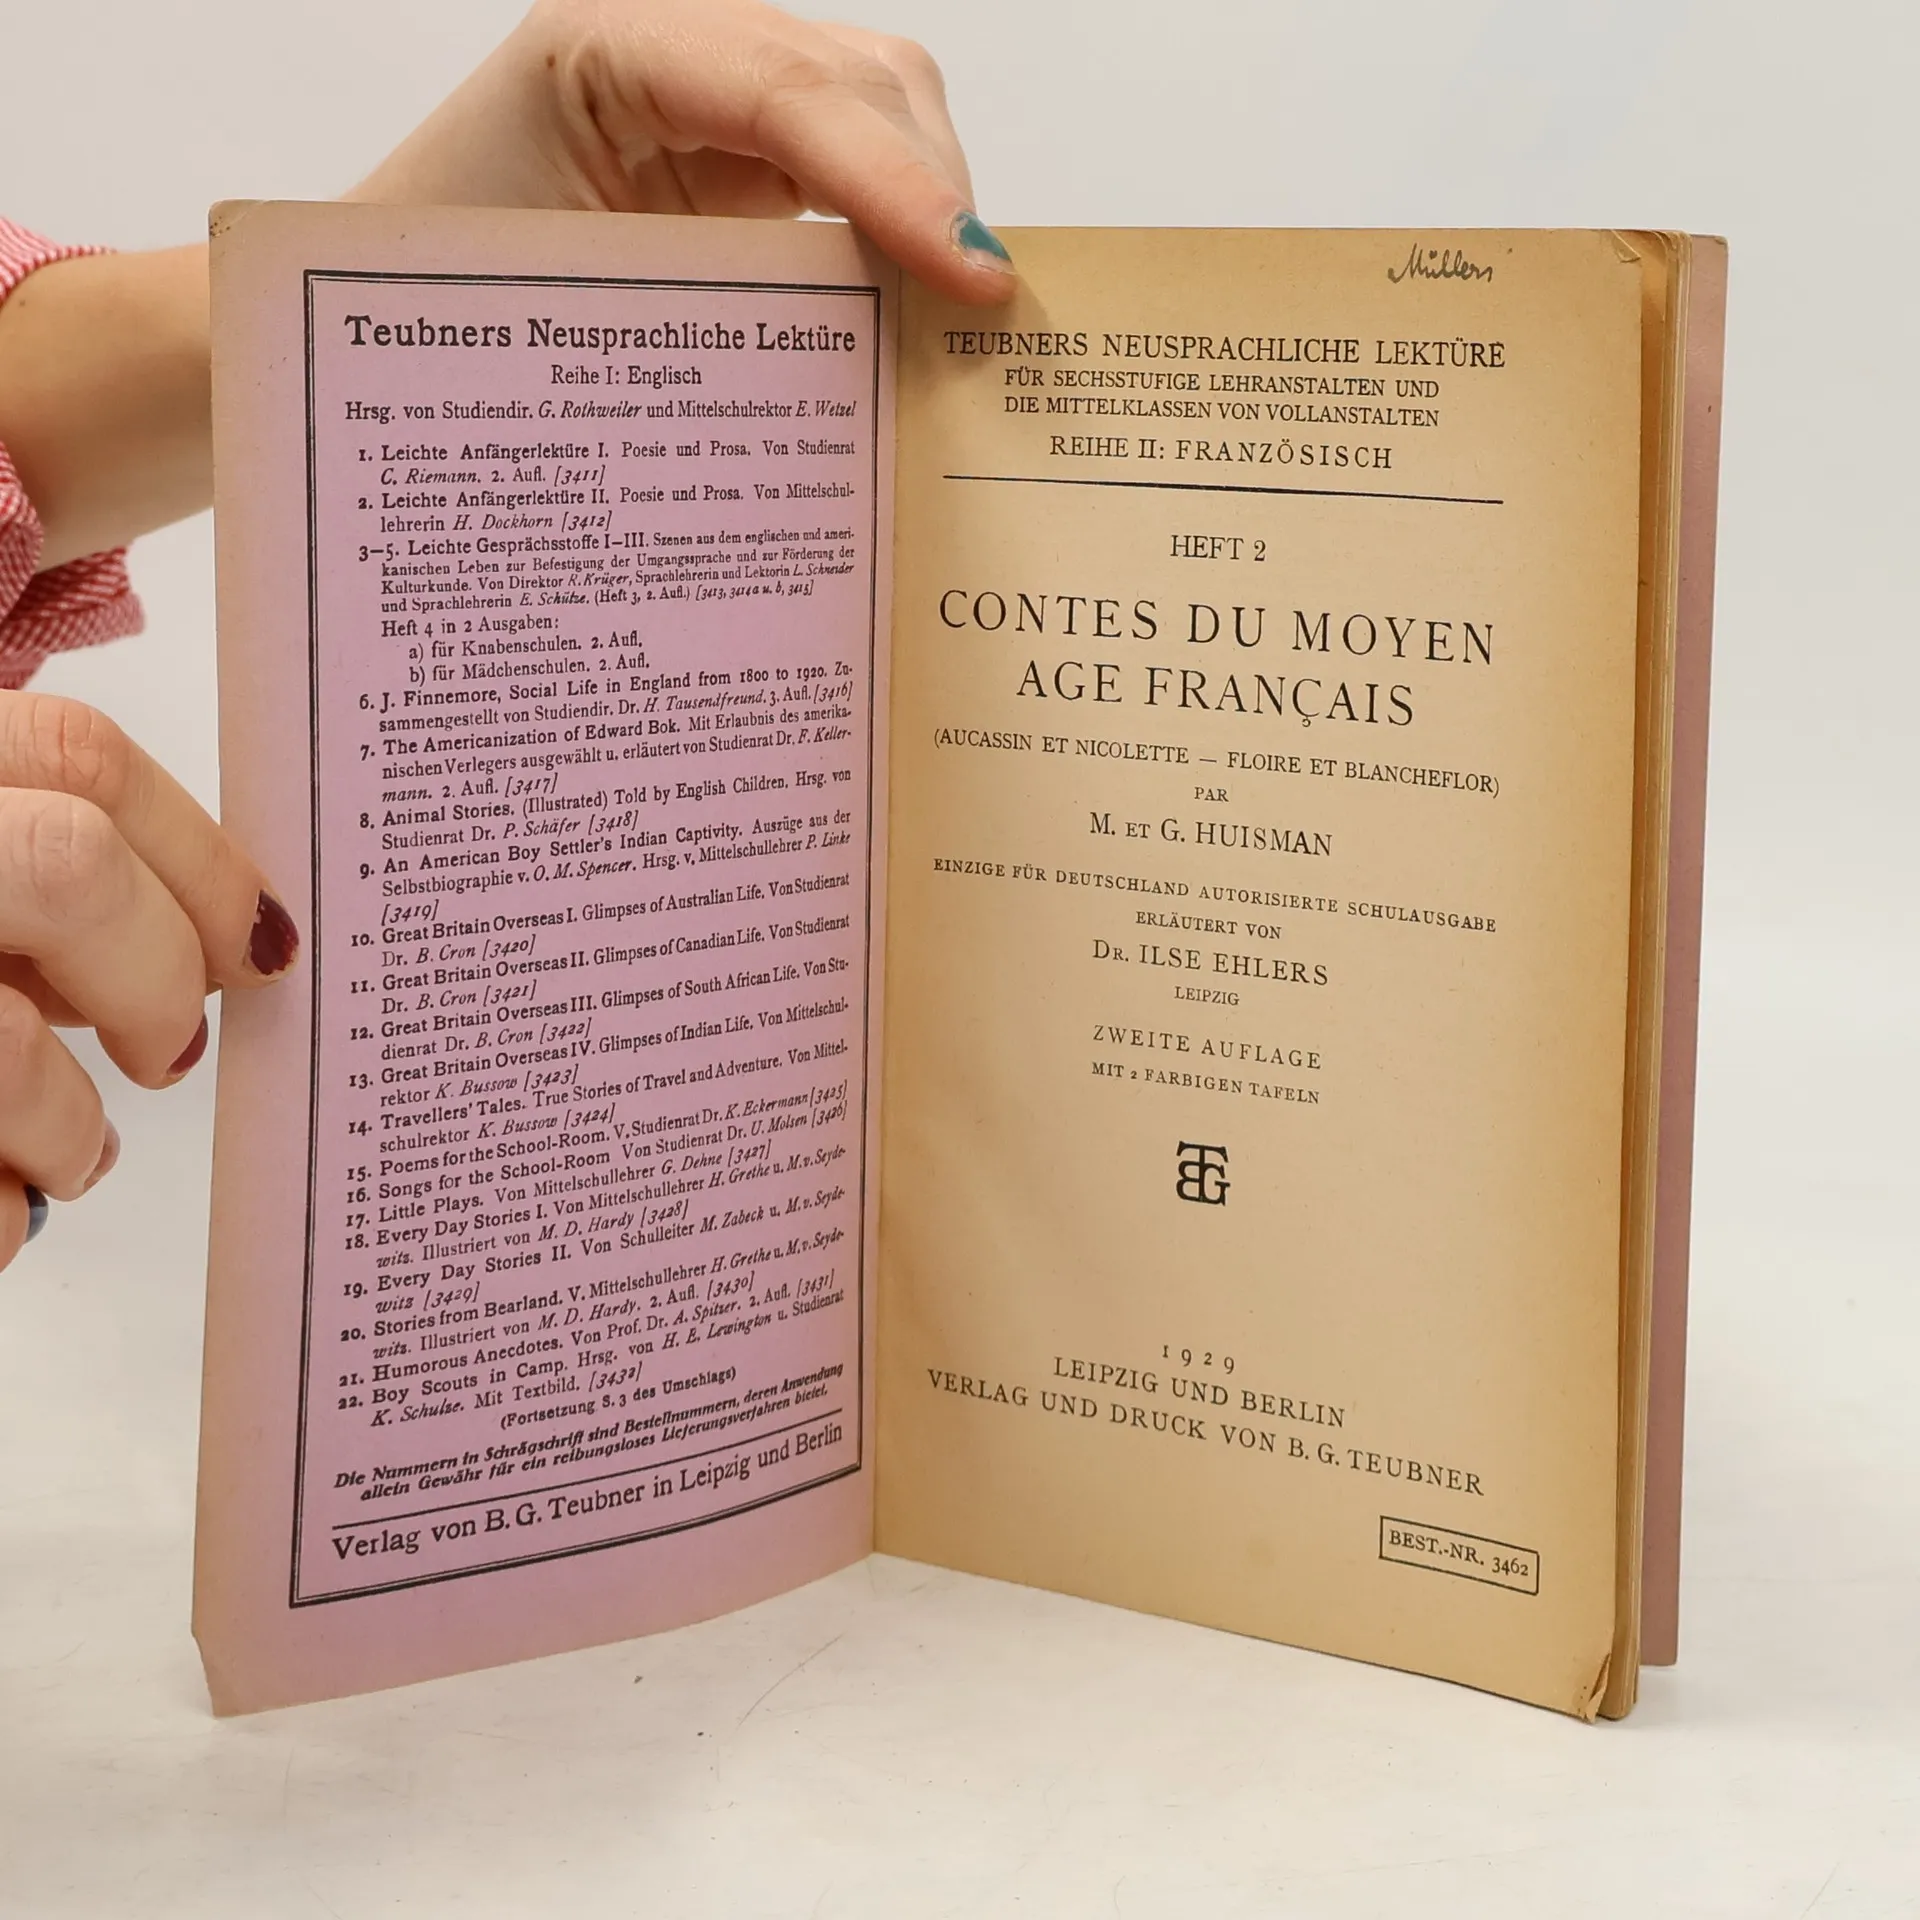 Teubners Neusprachliche Lektüre
Reihe I: Englisch
Hrsg. von Studiendir. G. Rothweiler und Mittelschulrektor E. Wetzel
1. Leichte Anfängerlektüre I. Poesie und Prosa. Von Studienrat
C. Riemann. 2. Aufl. [3411]
2. Leichte Anfängerlektüre II. Poesie und Prosa. Von Mittelschul-
lehrerin H. Dockhorn [3412]
3—5. Leichte Gesprächsstoffe I—III. Szenen aus dem englischen und ameri-
kanischen Leben zur Befestigung der Umgangssprache und zur Förderung der
Kulturkunde. Von Direktor R. Krüger, Sprachlehrerin und Lektorin L. Schneider
und Sprachlehrerin E. Schütze. (Heft 3, 2. Aufl.) [3413, 3414 a u. b, 3415]
Heft 4 in 2 Ausgaben:
a) für Knabenschulen. 2. Aufl.
b) für Mädchenschulen. 2. Aufl.
6. J. Finnemore, Social Life in England from 1800 to 1920. Zu-
sammengestellt von Studiendir. Dr. H. Tausendfreund. 3. Aufl. [3416]
7. The Americanization of Edward Bok. Mit Erlaubnis des amerika-
nischen Verlegers ausgewählt u. erläutert von Studienrat Dr. F. Keller-
mann. 2. Aufl. [3417]
8. Animal Stories. (Illustrated) Told by English Children. Hrsg. von
Studienrat Dr. P. Schäfer [3418]
9. An American Boy Settler's Indian Captivity. Auszüge aus der
Selbstbiographie v. O. M. Spencer. Hrsg. v. Mittelschullehrer P. Linke
[3419]
10. Great Britain Overseas I. Glimpses of Australian Life. Von Studienrat
Dr. B. Cron [3420]
11. Great Britain Overseas II. Glimpses of Canadian Life. Von Studienrat
Dr. B. Cron [3421]
12. Great Britain Overseas III. Glimpses of South African Life. Von Stu-
dienrat Dr. B. Cron [3422]
13. Great Britain Overseas IV. Glimpses of Indian Life. Von Mittelschul-
rektor K. Bussow [3423]
14. Travellers' Tales. True Stories of Travel and Adventure. Von Mittel-
schulrektor K. Bussow [3424]
15. Poems for the School-Room. V. Studienrat Dr. K. Eckermann [3425]
16. Songs for the School-Room Von Studienrat Dr. U. Molsen [3426]
17. Little Plays. Von Mittelschullehrer G. Dehne [3427]
18. Every Day Stories I. Von Mittelschullehrer H. Grethe u. M. v. Seyde-
witz. Illustriert von M. D. Hardy [3428]
19. Every Day Stories II. Von Schulleiter M. Zabeck u. M. v. Seyde-
witz [3429]
20. Stories from Bearland. V. Mittelschullehrer H. Grethe u. M. v. Seyde-
witz. Illustriert von M. D. Hardy. 2. Aufl. [3430]
21. Humorous Anecdotes. Von Prof. Dr. A. Spitzer. 2. Aufl. [3431]
22. Boy Scouts in Camp. Hrsg. von H. E. Lewington u. Studienrat
K. Schulze. Mit Textbild. [3432]
(Fortsetzung S. 3 des Umschlags)
Die Nummern in Schrägschrift sind Bestellnummern, deren Anwendung
allein Gewähr für ein reibungsloses Lieferungsverfahren bietet.
Verlag von B. G. Teubner in Leipzig und Berlin
Müllers
TEUBNERS NEUSPRACHLICHE LEKTÜRE
FÜR SECHSSTUFIGE LEHRANSTALTEN UND
DIE MITTELKLASSEN VON VOLLANSTALTEN
REIHE II: FRANZÖSISCH
HEFT 2
CONTES DU MOYEN
AGE FRANÇAIS
(AUCASSIN ET NICOLETTE — FLOIRE ET BLANCHEFLOR)
PAR
M. ET G. HUISMAN
EINZIGE FÜR DEUTSCHLAND AUTORISIERTE SCHULAUSGABE
ERLÄUTERT VON
DR. ILSE EHLERS
LEIPZIG
ZWEITE AUFLAGE
MIT 2 FARBIGEN TAFELN
BTG
1929
LEIPZIG UND BERLIN
VERLAG UND DRUCK VON B. G. TEUBNER
BEST.-NR. 3462